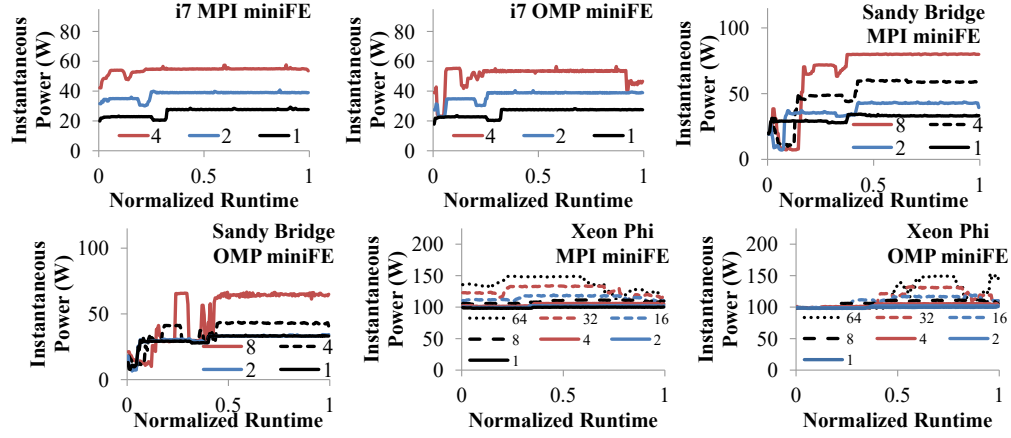 i7 MPI miniFE
Instantaneous
Power (W)
80
60
40
20
0
4 2 1
0 0.5 1
Normalized Runtime
i7 OMP miniFE
Instantaneous
Power (W)
80
60
40
20
0
4 2 1
0 0.5 1
Normalized Runtime
Sandy Bridge
MPI miniFE
Instantaneous
Power (W)
100
50
0
8 4
2 1
0 0.5 1
Normalized Runtime
Sandy Bridge
OMP miniFE
Instantaneous
Power (W)
100
50
0
8 4
2 1
0 0.5 1
Normalized Runtime
Xeon Phi
MPI miniFE
Instantaneous
Power (W)
200
150
100
50
0
64 32 16
8 4 2
1
0 0.5 1
Normalized Runtime
Xeon Phi
OMP miniFE
Instantaneous
Power (W)
200
150
100
50
0
64 32 16
8 4 2
1
0 0.5 1
Normalized Runtime